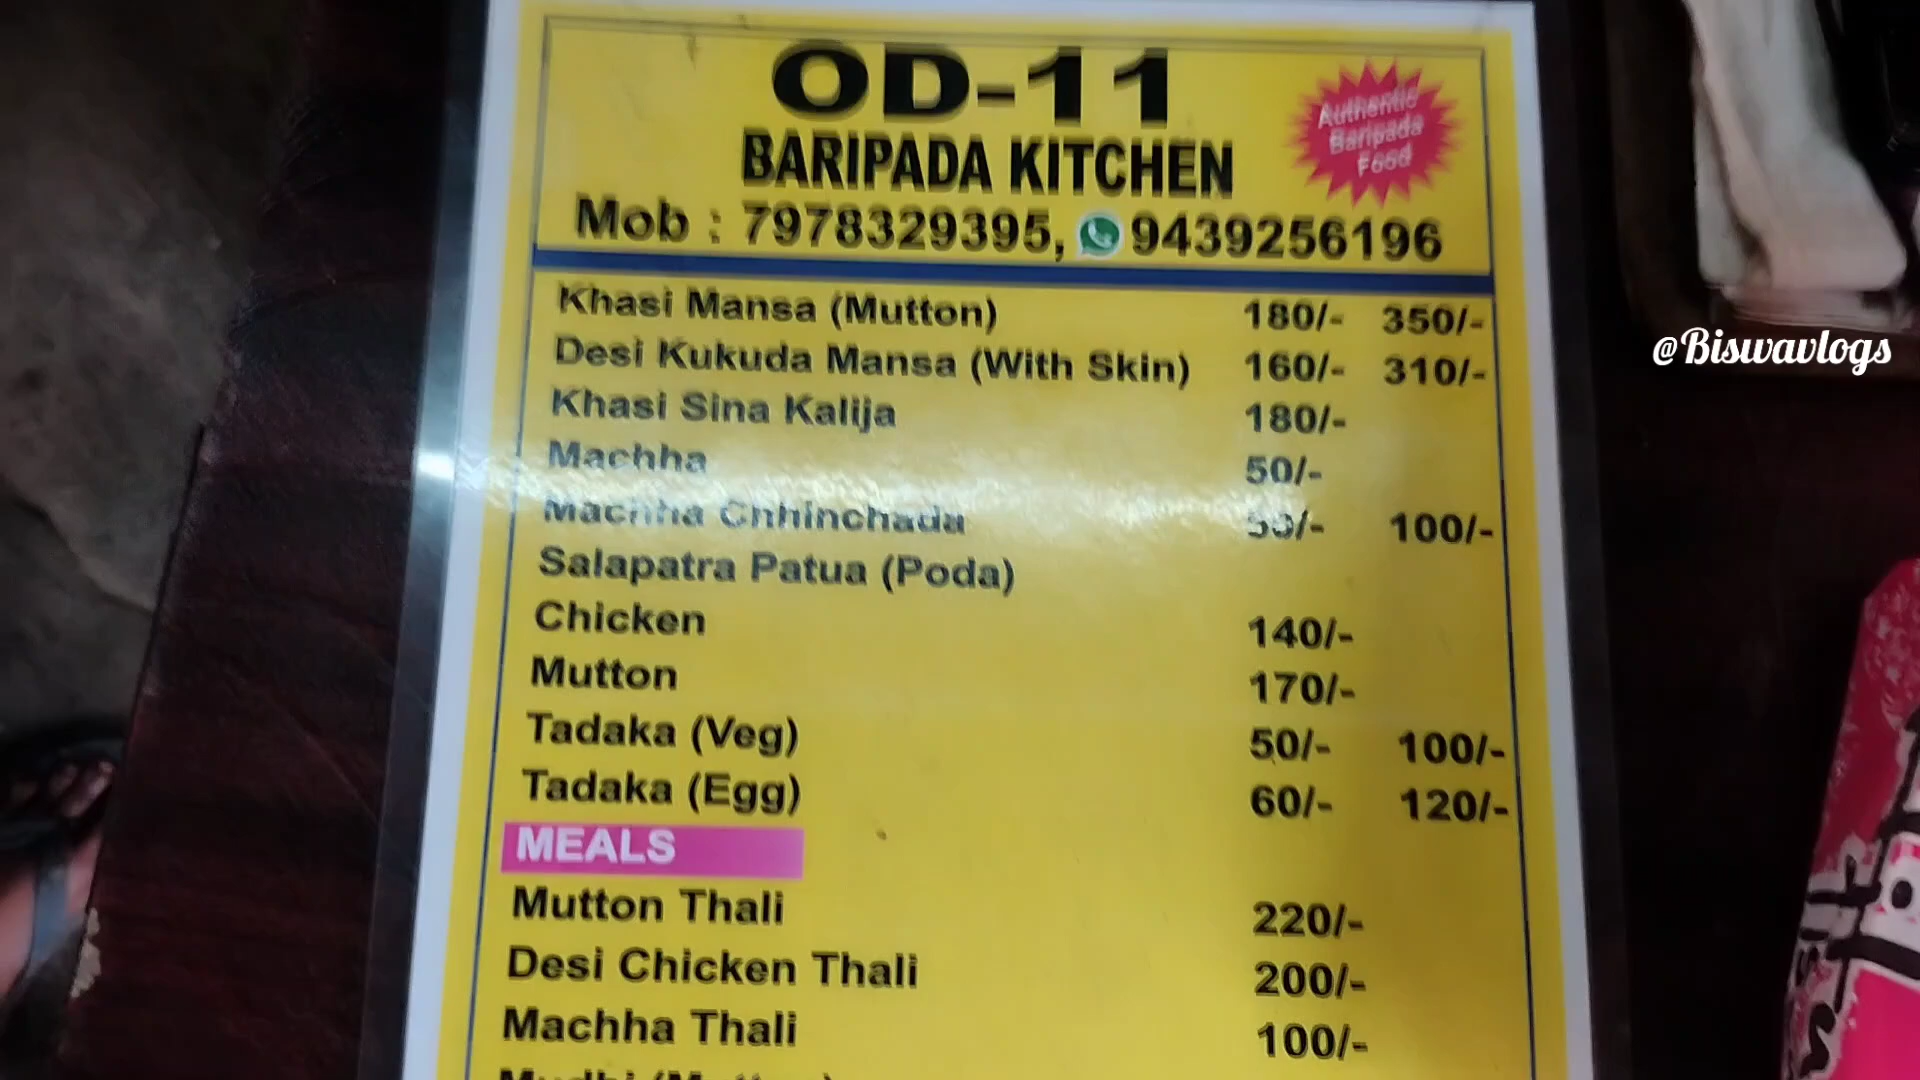 OD-11
BARIPADA KITCHEN
Authentic
Baripada
Food
Mob : 7978329395, 9439256196
Khasi Mansa (Mutton) 180/- 350/-
Desi Kukuda Mansa (With Skin) 160/- 310/-
Khasi Sina Kalija 180/-
Machha 50/-
Machha Chhinchada 50/- 100/-
Salapatra Patua (Poda)
Chicken 140/-
Mutton 170/-
Tadaka (Veg) 50/- 100/-
Tadaka (Egg) 60/- 120/-
MEALS
Mutton Thali 220/-
Desi Chicken Thali 200/-
Machha Thali 100/-
@Biswavlogs